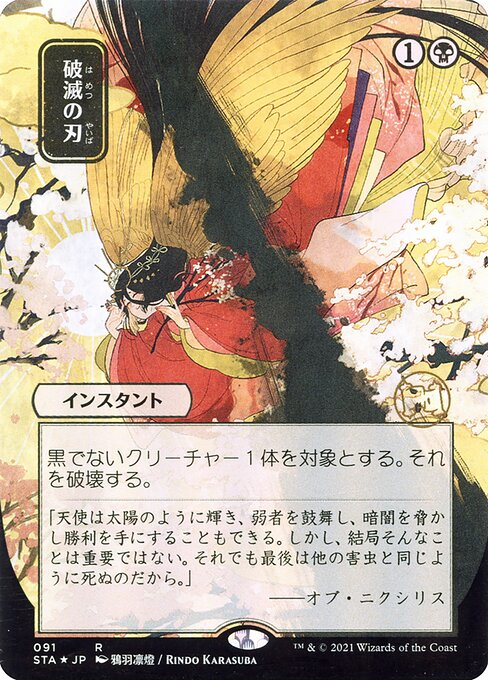 破滅の刃
はめつ
やいば
1
インスタント
黒でないクリーチャー１体を対象とする。それ
を破壊する。
「天使は太陽のように輝き、弱者を鼓舞し、暗闇を脅か
し勝利を手にすることもできる。しかし、結局そんなこ
とは重要ではない。それでも最後は他の害虫と同じよ
うに死ぬのだから。」
——オブ・ニクシリス
091 R
STA ★ JP 鴉羽凛燈 / RINDO KARASUBA
™ & © 2021 Wizards of the Coast